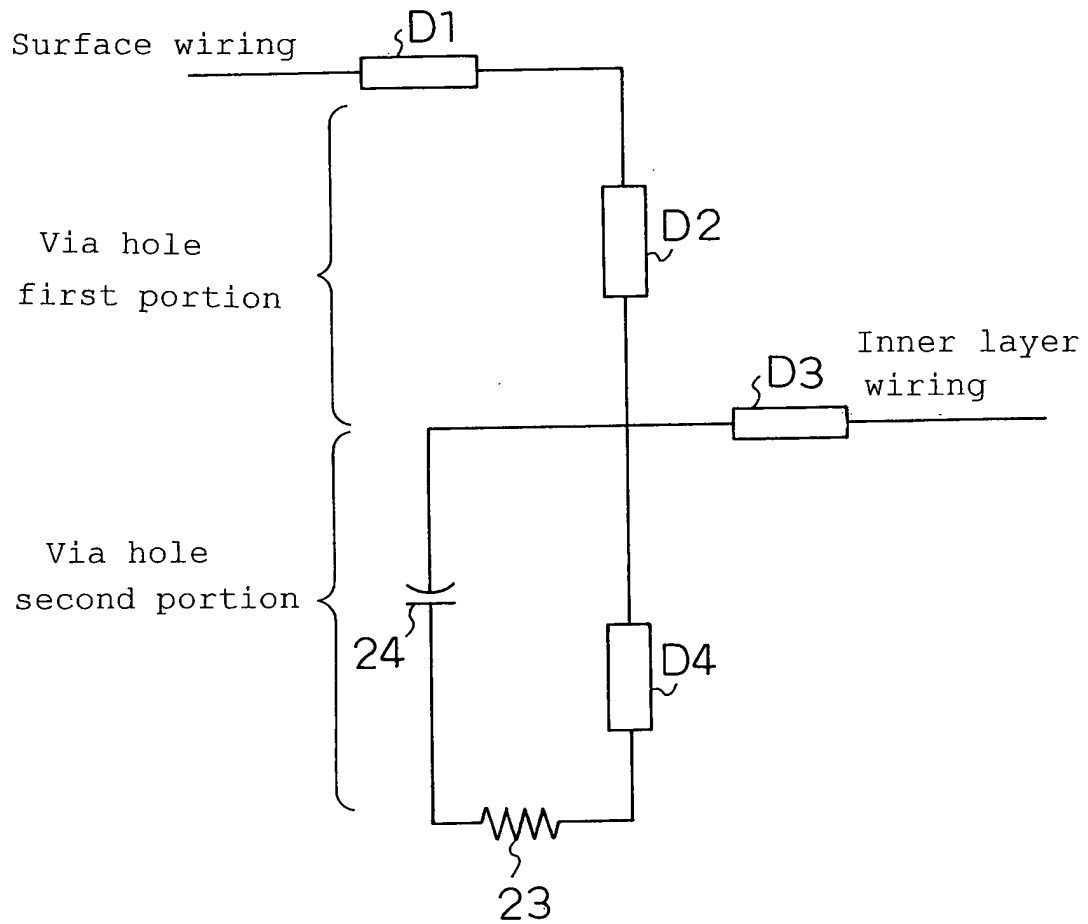 Surface wiring
D1
Via hole
first portion
D2
Inner layer
wiring
D3
Via hole
second portion
24
D4
23